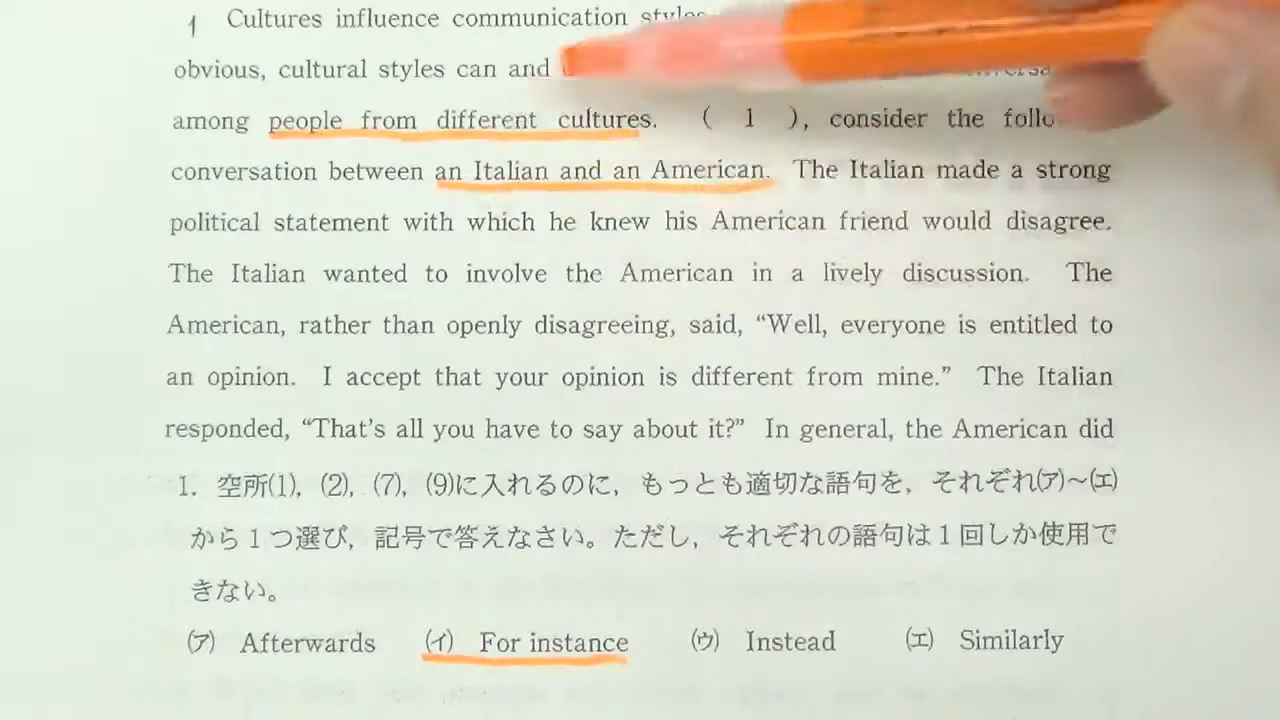 1 Cultures influence communication styles
obvious, cultural styles can and
among people from different cultures. ( 1 ), consider the
conversation between an Italian and an American. The Italian made a strong
political statement with which he knew his American friend would disagree.
The Italian wanted to involve the American in a lively discussion. The
American, rather than openly disagreeing, said, “Well, everyone is entitled to
an opinion. I accept that your opinion is different from mine.” The Italian
responded, “That’s all you have to say about it?” In general, the American did
1. 空所(1), (2), (7), (9)に入れるのに, もっとも適切な語句を, それぞれ(ア)~(エ)
から1つ選び, 記号で答えなさい。ただし, それぞれの語句は1回しか使用で
きない。
(ア) Afterwards (イ) For instance (ウ) Instead (エ) Similarly